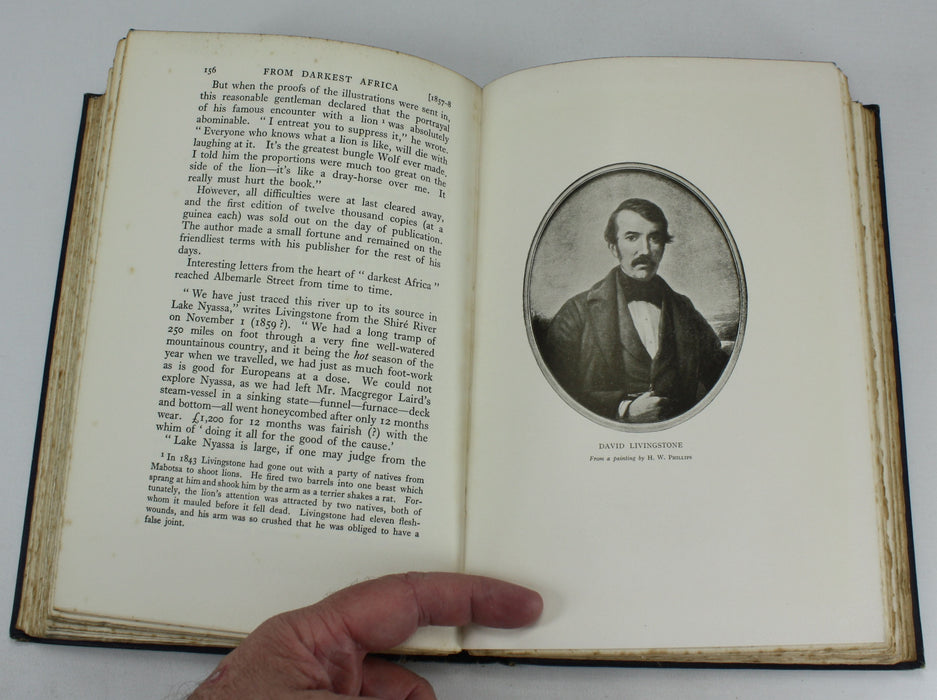 156 FROM DARKEST AFRICA [1857-8
But when the proofs of the illustrations were sent in,
this reasonable gentleman declared that the portrayal
of his famous encounter with a lion ¹ was absolutely
abominable. “ I entreat you to suppress it,” he wrote.
“ Everyone who knows what a lion is like, will die with
laughing at it. It's the greatest bungle Wolf ever made.
I told him the proportions were much too great on the
side of the lion—it's like a dray-horse over me. It
really must hurt the book.”
However, all difficulties were at last cleared away,
and the first edition of twelve thousand copies (at a
guinea each) was sold out on the day of publication.
The author made a small fortune and remained on the
friendliest terms with his publisher for the rest of his
days.
Interesting letters from the heart of “ darkest Africa ”
reached Albemarle Street from time to time.
“ We have just traced this river up to its source in
Lake Nyassa,” writes Livingstone from the Shiré River
on November 1 (1859 ?). “ We had a long tramp of
250 miles on foot through a very fine well-watered
mountainous country, and it being the hot season of the
year when we travelled, we had just as much foot-work
as is good for Europeans at a dose. We could not
explore Nyassa, as we had left Mr. Macgregor Laird's
steam-vessel in a sinking state—funnel—furnace—deck
and bottom—all went honeycombed after only 12 months
wear. £1,200 for 12 months was fairish (?) with the
whim of ‘ doing it all for the good of the cause.’
“ Lake Nyassa is large, if one may judge from the
¹ In 1843 Livingstone had gone out with a party of natives from
Mabotsa to shoot lions. He fired two barrels into one beast which
sprang at him and shook him by the arm as a terrier shakes a rat. For-
tunately, the lion's attention was attracted by two natives, both of
whom it mauled before it fell dead. Livingstone had eleven flesh-
wounds, and his arm was so crushed that he was obliged to have a
false joint.
DAVID LIVINGSTONE
From a painting by H. W. PHILLIPS